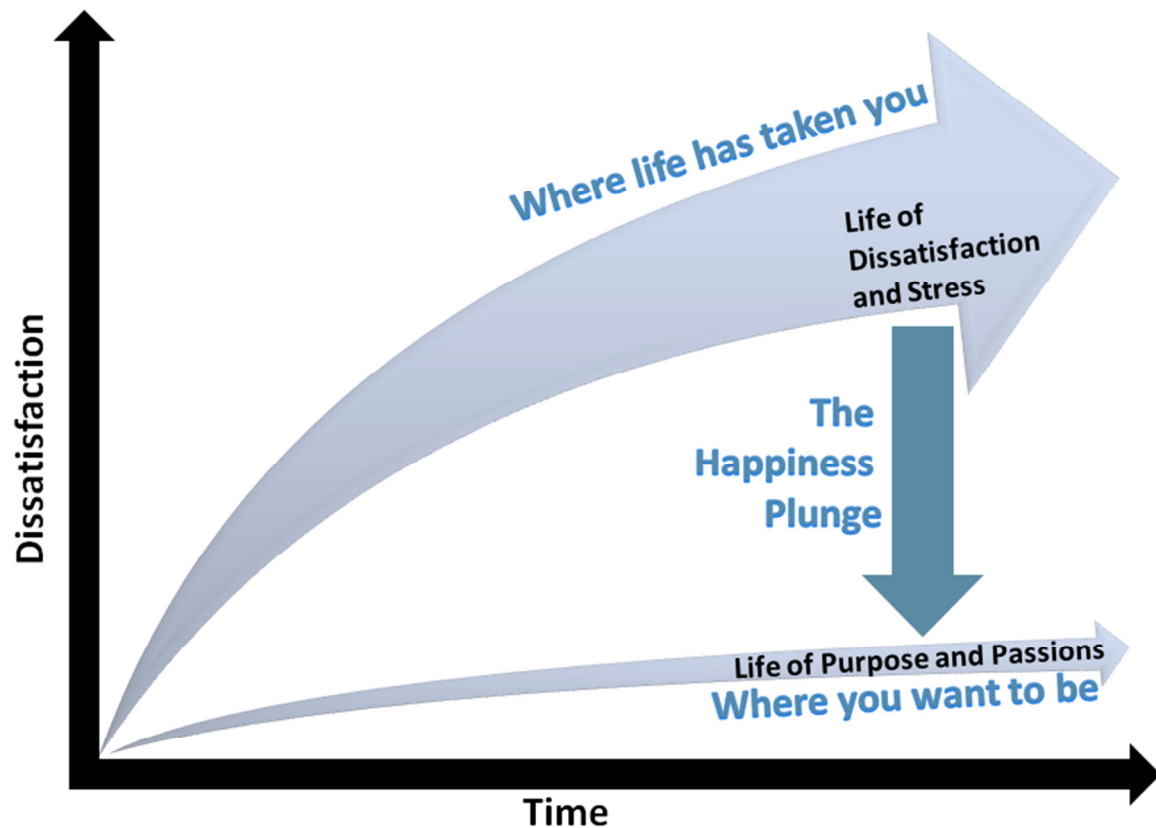 Where life has taken you
Life of
Dissatisfaction
and Stress
Dissatisfaction
The
Happiness
Plunge
Life of Purpose and Passions
Where you want to be
Time